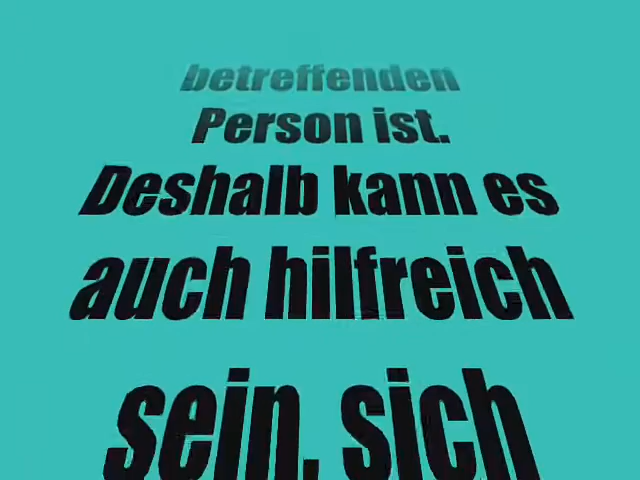 betreffenden
Person ist.
Deshalb kann es
auch hilfreich
sein, sich